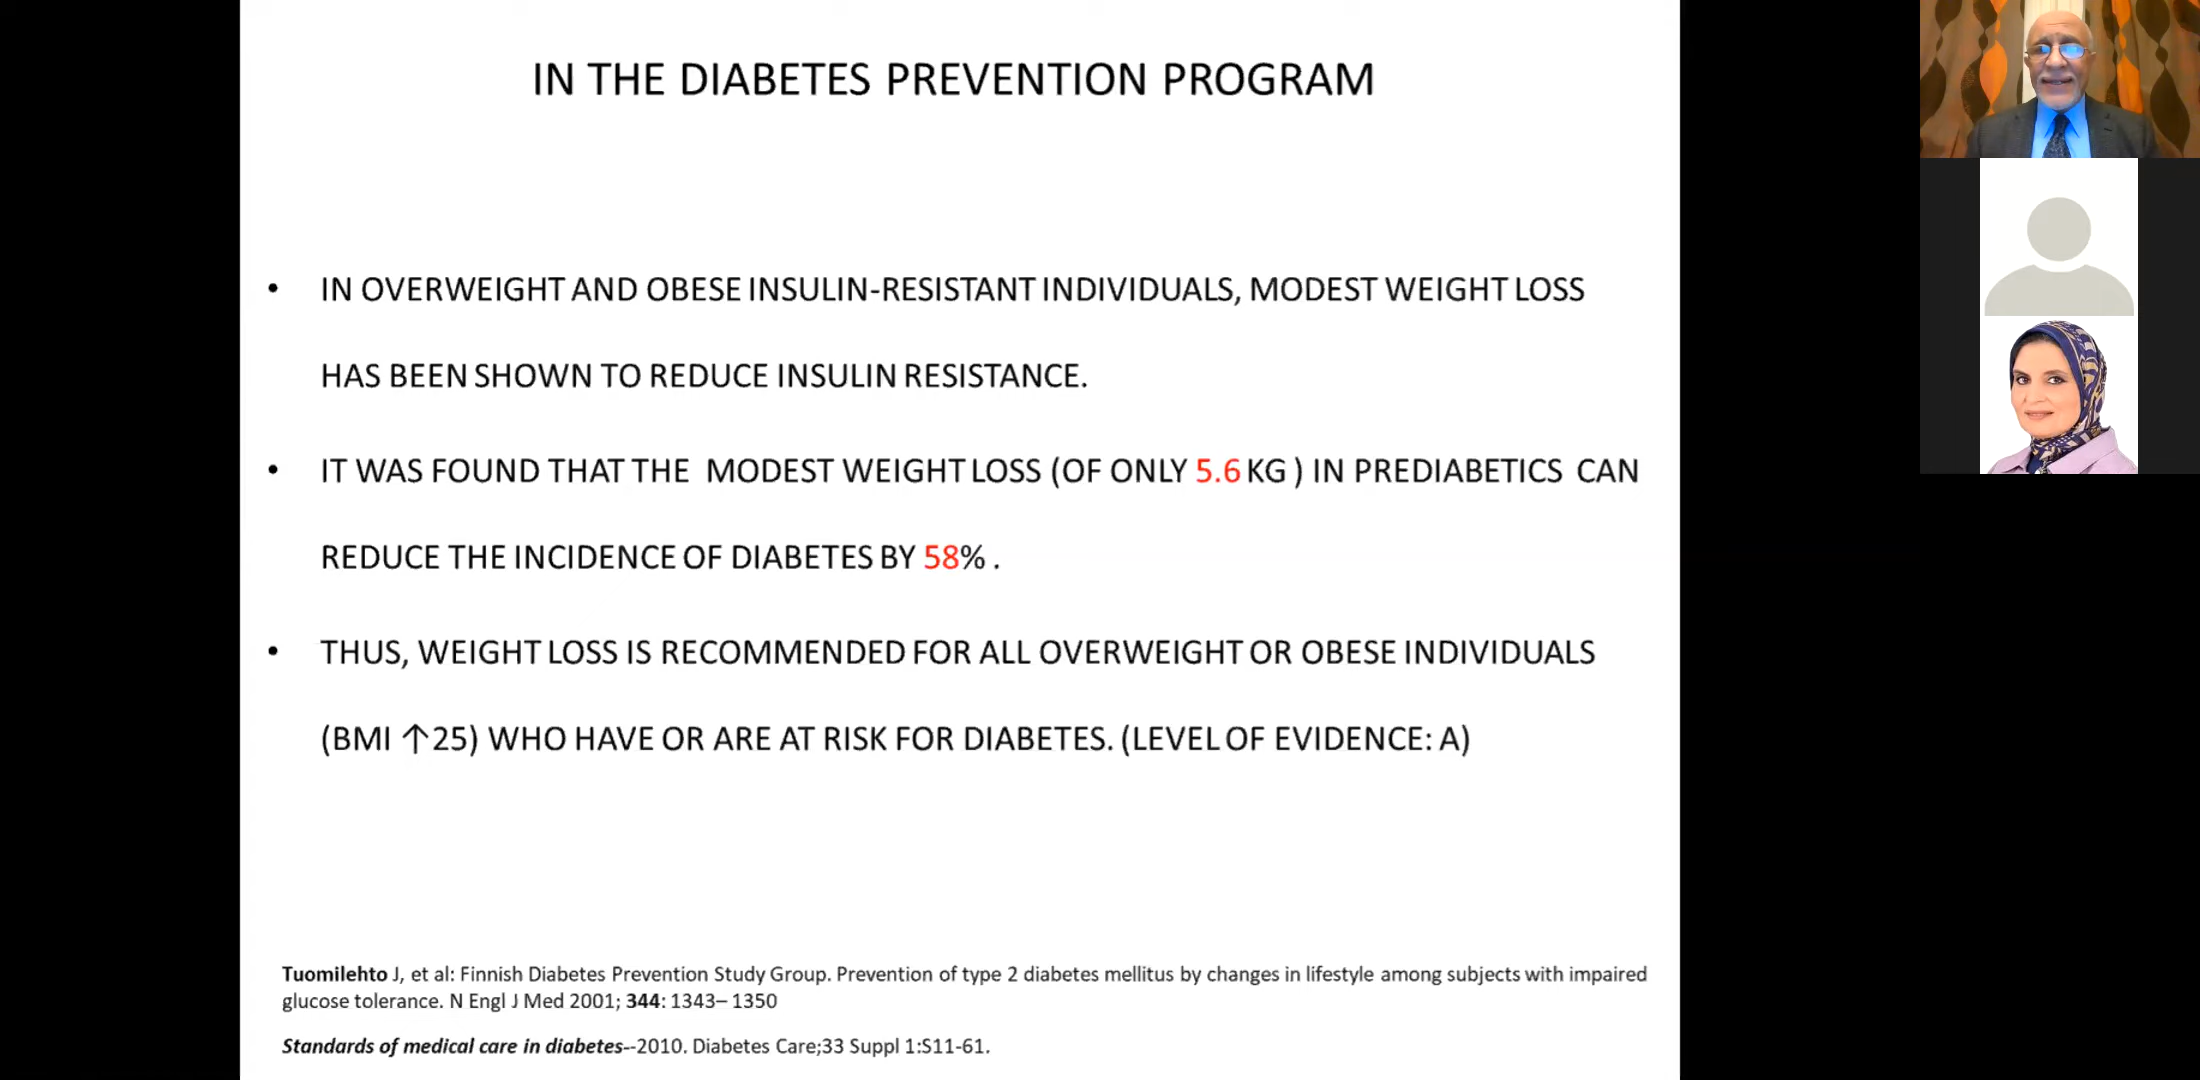 IN THE DIABETES PREVENTION PROGRAM
• IN OVERWEIGHT AND OBESE INSULIN-RESISTANT INDIVIDUALS, MODEST WEIGHT LOSS
HAS BEEN SHOWN TO REDUCE INSULIN RESISTANCE.
• IT WAS FOUND THAT THE MODEST WEIGHT LOSS (OF ONLY 5.6 KG ) IN PREDIABETICS CAN
REDUCE THE INCIDENCE OF DIABETES BY 58% .
• THUS, WEIGHT LOSS IS RECOMMENDED FOR ALL OVERWEIGHT OR OBESE INDIVIDUALS
(BMI ↑25) WHO HAVE OR ARE AT RISK FOR DIABETES. (LEVEL OF EVIDENCE: A)
Tuomilehto J, et al: Finnish Diabetes Prevention Study Group. Prevention of type 2 diabetes mellitus by changes in lifestyle among subjects with impaired
glucose tolerance. N Engl J Med 2001; 344: 1343– 1350
Standards of medical care in diabetes--2010. Diabetes Care;33 Suppl 1:S11-61.